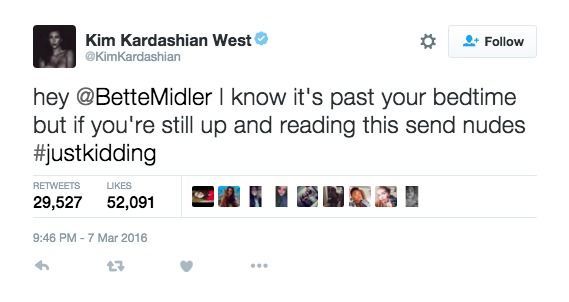 Kim Kardashian West
@KimKardashian
Follow
hey @BetteMidler I know it's past your bedtime
but if you're still up and reading this send nudes
#justkidding
RETWEETS LIKES
29,527 52,091
9:46 PM - 7 Mar 2016